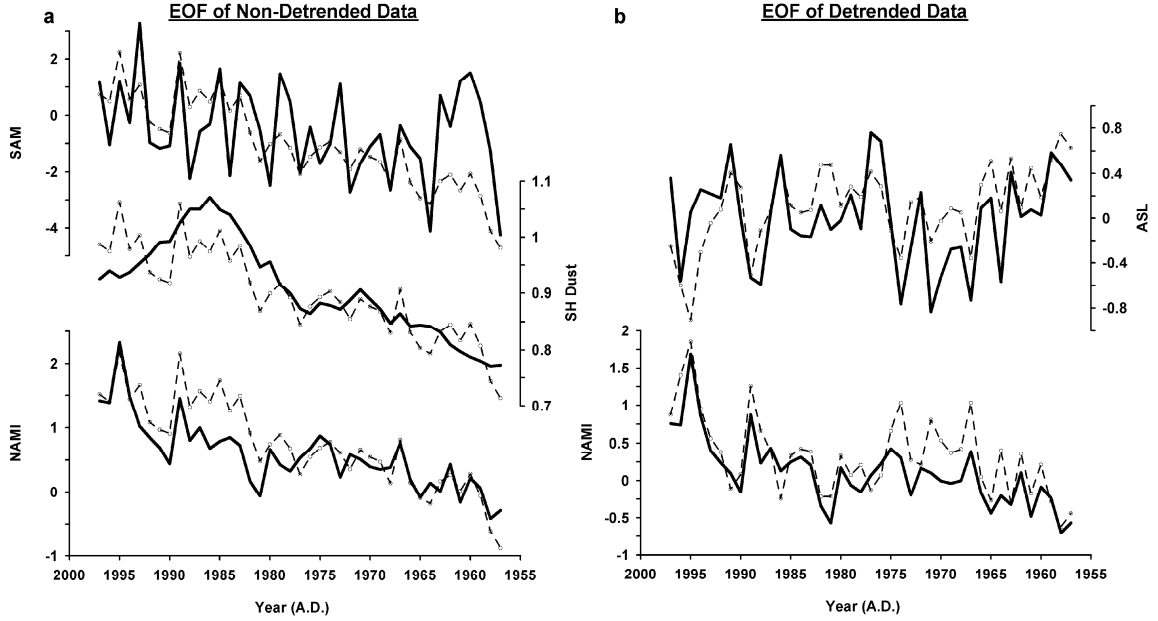 a
EOF of Non-Detrended Data
2
0
-2
-4
SAM
1.1
1
0.9
0.8
0.7
SH Dust
2
1
0
-1
NAMI
2000 1995 1990 1985 1980 1975 1970 1965 1960 1955
Year (A.D.)
b
EOF of Detrended Data
0.8
0.4
0
-0.4
-0.8
ASL
2
1.5
1
0.5
0
-0.5
-1
NAMI
2000 1995 1990 1985 1980 1975 1970 1965 1960 1955
Year (A.D.)